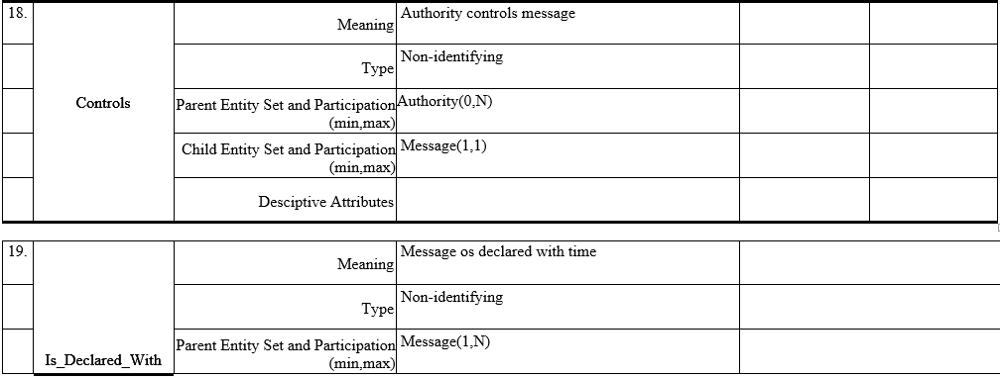 18.
Controls
Meaning
Authority controls message
Type
Non-identifying
Parent Entity Set and Participation
(min,max)
Authority(0,N)
Child Entity Set and Participation
(min,max)
Message(1,1)
Desciptive Attributes
19.
Is_Declared_With
Meaning
Message os declared with time
Type
Non-identifying
Parent Entity Set and Participation
(min,max)
Message(1,N)